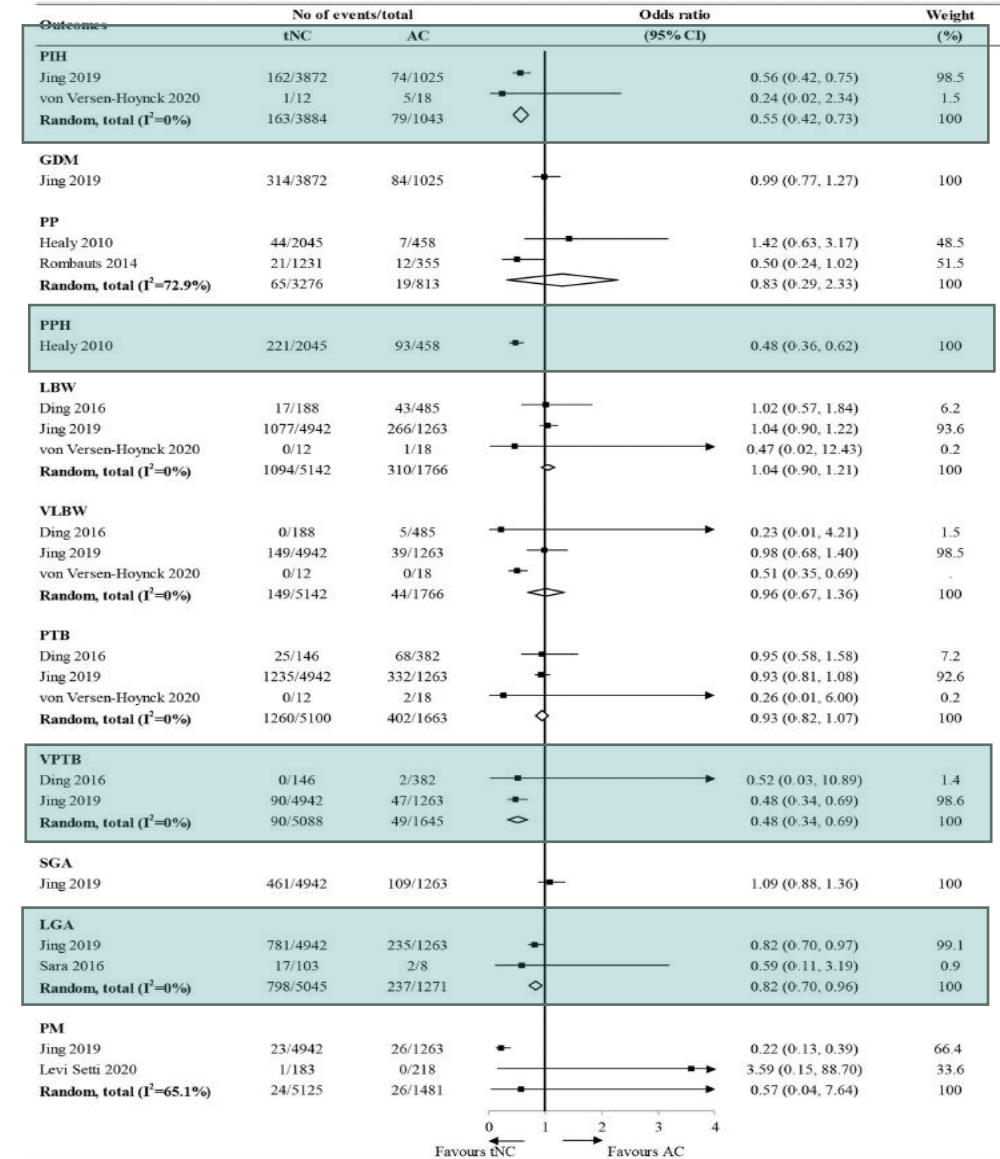 No of events/total Odds ratio Weight
Outcomes tNC AC (95% CI) (%)
PIH
Jing 2019 162/3872 74/1025 0.56 (0.42, 0.75) 98.5
von Versen-Hoynck 2020 1/12 5/18 0.24 (0.02, 2.34) 1.5
Random, total (I²=0%) 163/3884 79/1043 0.55 (0.42, 0.73) 100
GDM
Jing 2019 314/3872 84/1025 0.99 (0.77, 1.27) 100
PP
Healy 2010 44/2045 7/458 1.42 (0.63, 3.17) 48.5
Rombauts 2014 21/1231 12/355 0.50 (0.24, 1.02) 51.5
Random, total (I²=72.9%) 65/3276 19/813 0.83 (0.29, 2.33) 100
PPH
Healy 2010 221/2045 93/458 0.48 (0.36, 0.62) 100
LBW
Ding 2016 17/188 43/485 1.02 (0.57, 1.84) 6.2
Jing 2019 1077/4942 266/1263 1.04 (0.90, 1.22) 93.6
von Versen-Hoynck 2020 0/12 1/18 0.47 (0.02, 12.43) 0.2
Random, total (I²=0%) 1094/5142 310/1766 1.04 (0.90, 1.21) 100
VLBW
Ding 2016 0/188 5/485 0.23 (0.01, 4.21) 1.5
Jing 2019 149/4942 39/1263 0.98 (0.68, 1.40) 98.5
von Versen-Hoynck 2020 0/12 0/18 0.51 (0.35, 0.69) .
Random, total (I²=0%) 149/5142 44/1766 0.96 (0.67, 1.36) 100
PTB
Ding 2016 25/146 68/382 0.95 (0.58, 1.58) 7.2
Jing 2019 1235/4942 332/1263 0.93 (0.81, 1.08) 92.6
von Versen-Hoynck 2020 0/12 2/18 0.26 (0.01, 6.00) 0.2
Random, total (I²=0%) 1260/5100 402/1663 0.93 (0.82, 1.07) 100
VPTB
Ding 2016 0/146 2/382 0.52 (0.03, 10.89) 1.4
Jing 2019 90/4942 47/1263 0.48 (0.34, 0.69) 98.6
Random, total (I²=0%) 90/5088 49/1645 0.48 (0.34, 0.69) 100
SGA
Jing 2019 461/4942 109/1263 1.09 (0.88, 1.36) 100
LGA
Jing 2019 781/4942 235/1263 0.82 (0.70, 0.97) 99.1
Sara 2016 17/103 2/8 0.59 (0.11, 3.19) 0.9
Random, total (I²=0%) 798/5045 237/1271 0.82 (0.70, 0.96) 100
PM
Jing 2019 23/4942 26/1263 0.22 (0.13, 0.39) 66.4
Levi Setti 2020 1/183 0/218 3.59 (0.15, 88.70) 33.6
Random, total (I²=65.1%) 24/5125 26/1481 0.57 (0.04, 7.64) 100
0 1 2 3 4
Favours tNC Favours AC